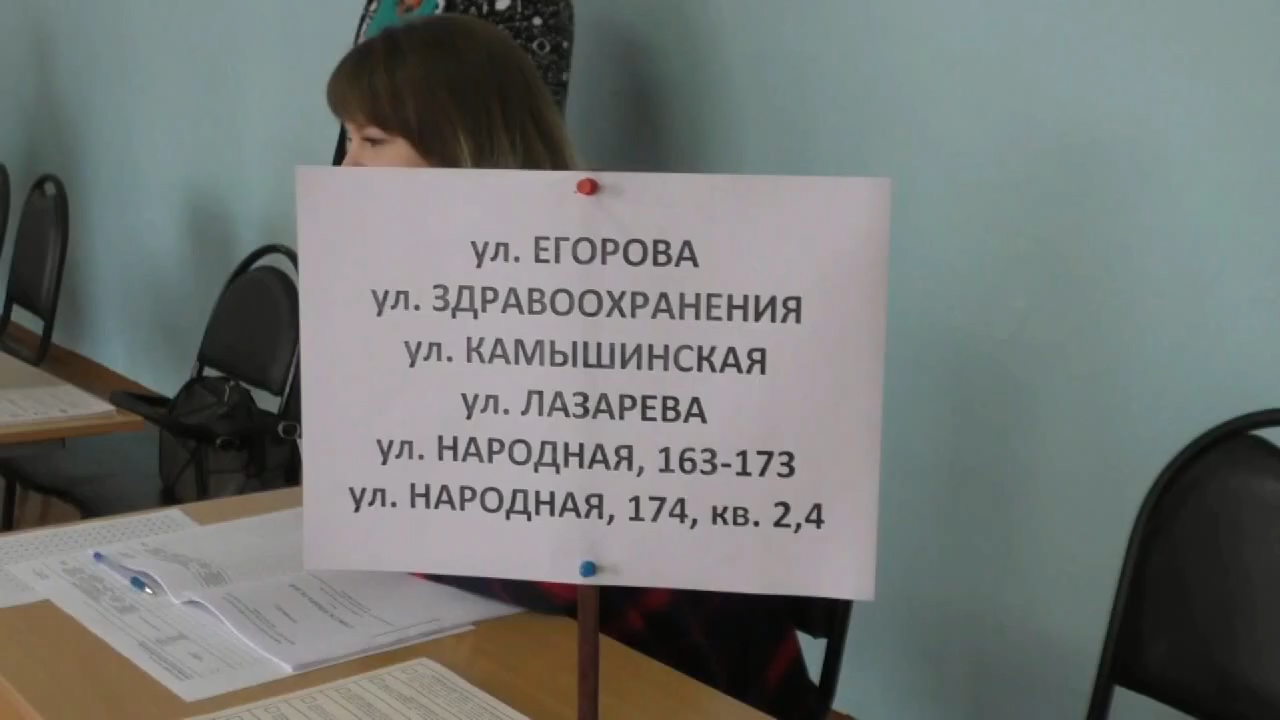 ул. ЕГОРОВА
ул. ЗДРАВООХРАНЕНИЯ
ул. КАМЫШИНСКАЯ
ул. ЛАЗАРЕВА
ул. НАРОДНАЯ, 163-173
ул. НАРОДНАЯ, 174, кв. 2,4